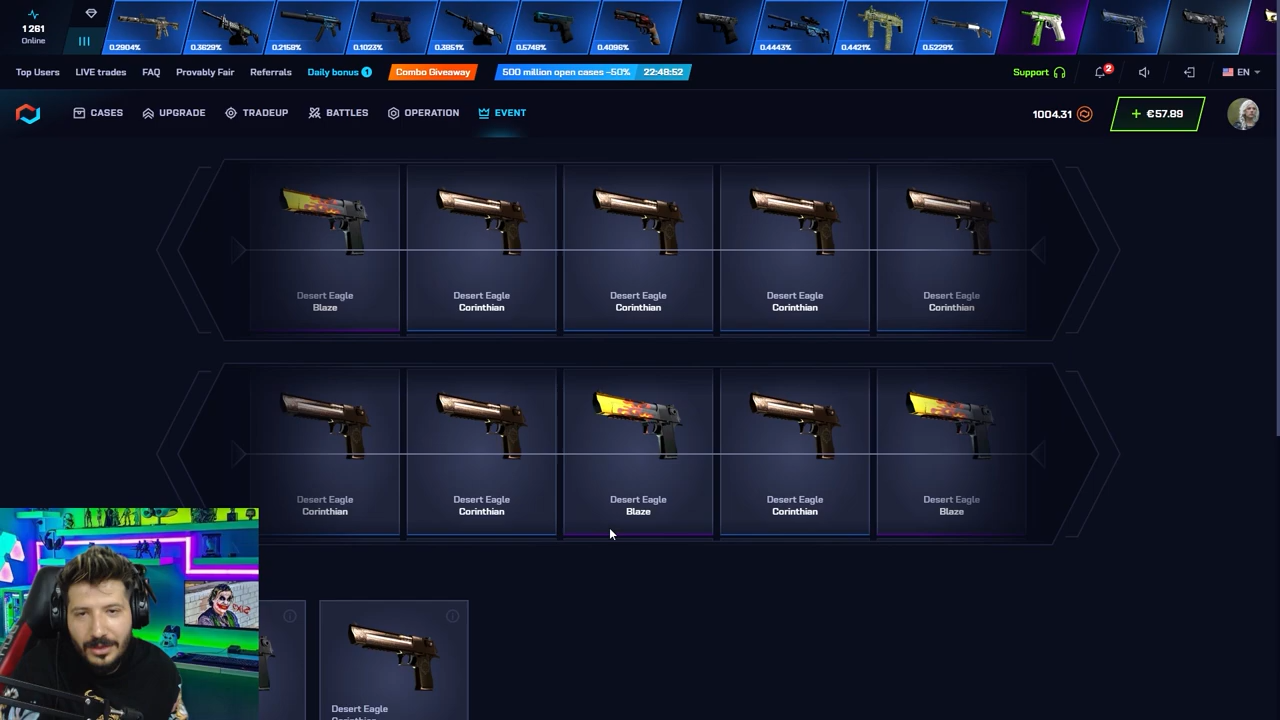 1 261
Online
0.2904%
0.3629%
0.2158%
0.1023%
0.3851%
0.5748%
0.4096%
0.4443%
0.4421%
0.5229%
Top Users
LIVE trades
FAQ
Provably Fair
Referrals
Daily bonus 1
Combo Giveaway
500 million open cases -50%
22:48:52
Support
2
EN
CASES
UPGRADE
TRADEUP
BATTLES
OPERATION
EVENT
1004.31
+ €57.89
Desert Eagle
Blaze
Desert Eagle
Corinthian
Desert Eagle
Corinthian
Desert Eagle
Corinthian
Desert Eagle
Corinthian
Desert Eagle
Corinthian
Desert Eagle
Corinthian
Desert Eagle
Blaze
Desert Eagle
Corinthian
Desert Eagle
Blaze
Desert Eagle
Corinthian